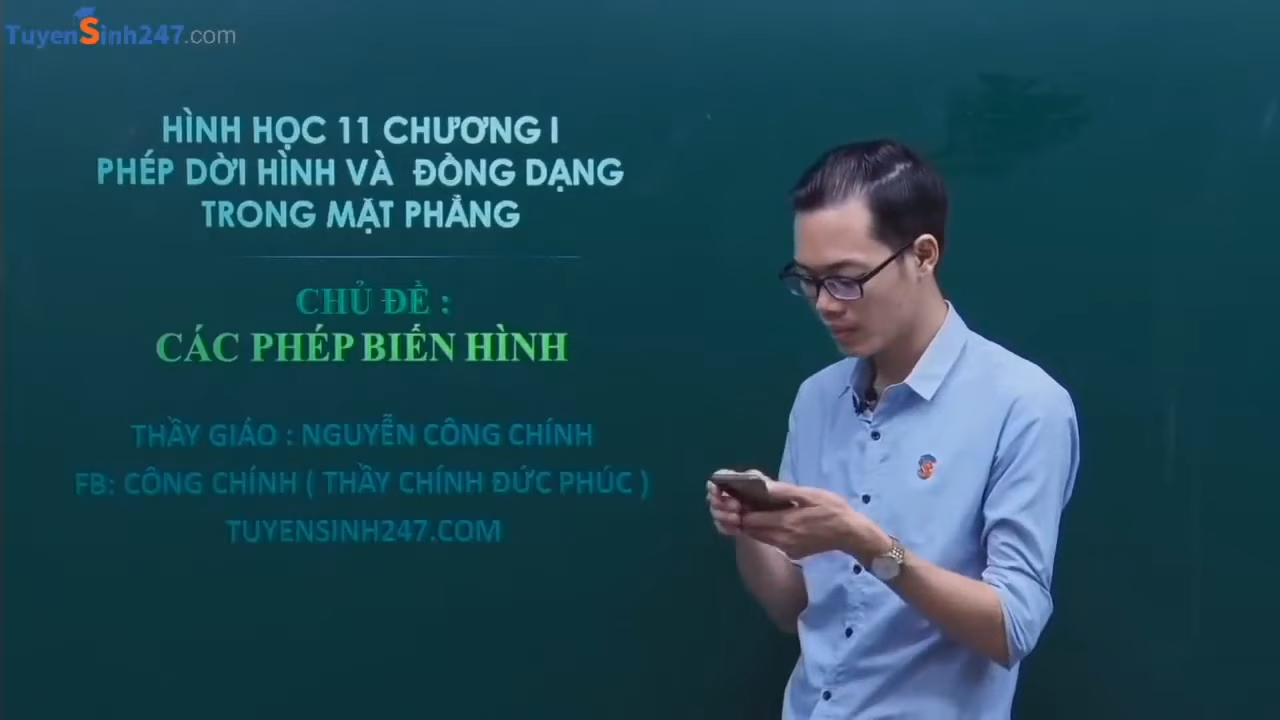 TuyenSinh247.com
HÌNH HỌC 11 CHƯƠNG I
PHÉP DỜI HÌNH VÀ ĐỒNG DẠNG
TRONG MẶT PHẲNG
CHỦ ĐỀ :
CÁC PHÉP BIẾN HÌNH
THẦY GIÁO : NGUYỄN CÔNG CHÍNH
FB: CÔNG CHÍNH ( THẦY CHÍNH ĐỨC PHÚC )
TUYENSINH247.COM